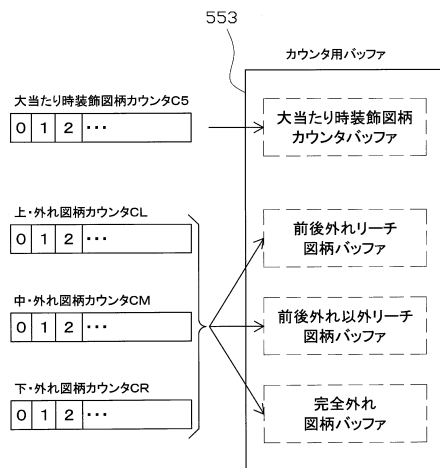 553
カウンタ用バッファ
大当たり時装飾図柄カウンタC5
0 1 2 ・・・
大当たり時装飾図柄
カウンタバッファ
上・外れ図柄カウンタCL
0 1 2 ・・・
前後外れリーチ
図柄バッファ
中・外れ図柄カウンタCM
0 1 2 ・・・
前後外れ以外リーチ
図柄バッファ
下・外れ図柄カウンタCR
0 1 2 ・・・
完全外れ
図柄バッファ